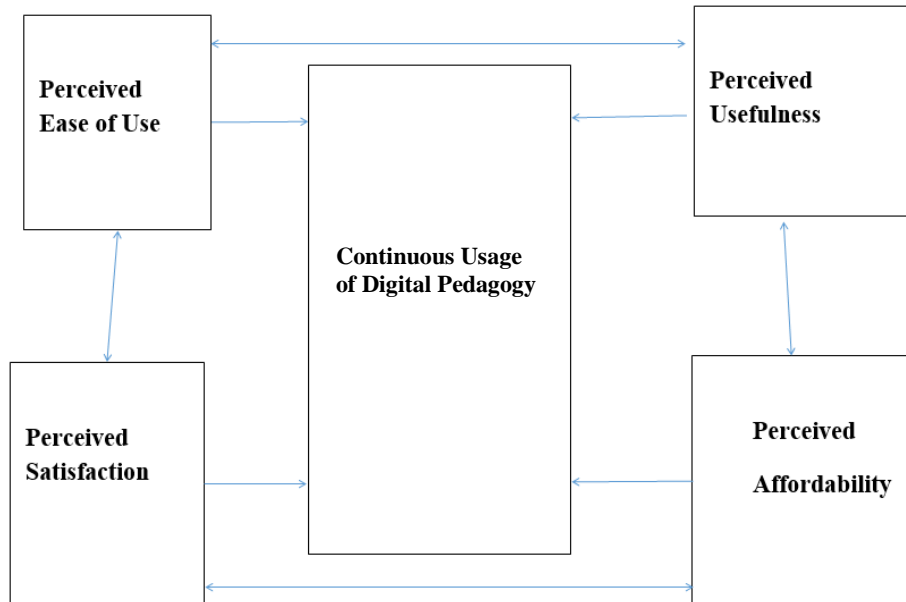 Perceived
Ease of Use
Perceived
Usefulness
Continuous Usage
of Digital Pedagogy
Perceived
Satisfaction
Perceived
Affordability